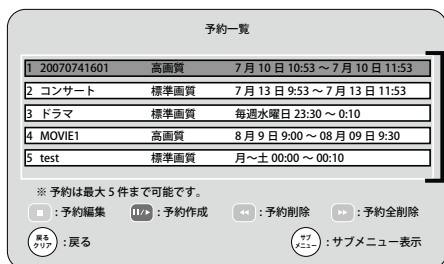 予約一覧
1 20070741601 高画質 7月10日 10:53 ～ 7月10日 11:53
2 コンサート 標準画質 7月13日 9:53 ～ 7月13日 11:53
3 ドラマ 標準画質 毎週水曜日 23:30 ～ 0:10
4 MOVIE1 高画質 8月9日 9:00 ～ 08月09日 9:30
5 test 標準画質 月～土 00:00 ～ 00:10
※ 予約は最大5件まで可能です。
:予約編集 :予約作成 :予約削除 :予約全削除
戻る クリア :戻る サブメニュー :サブメニュー表示